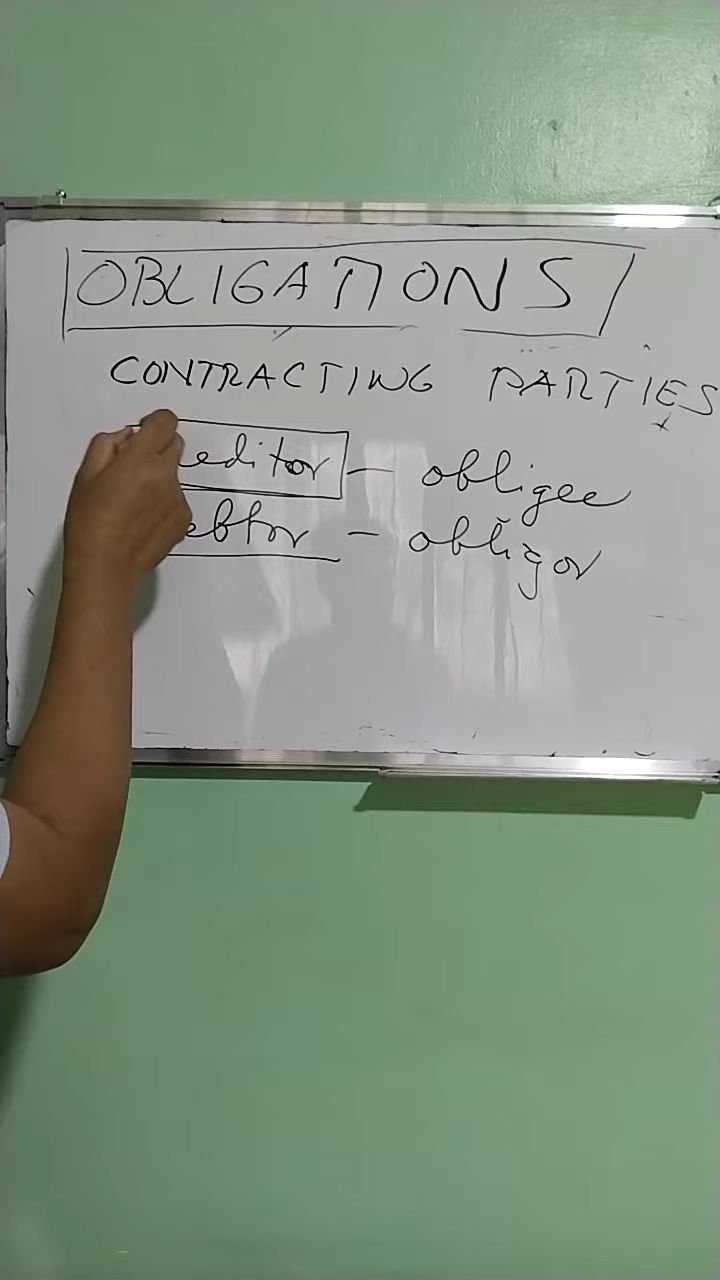 OBLIGATIONS
CONTRACTING PARTIES
editor — obligee
ebtor — obligor